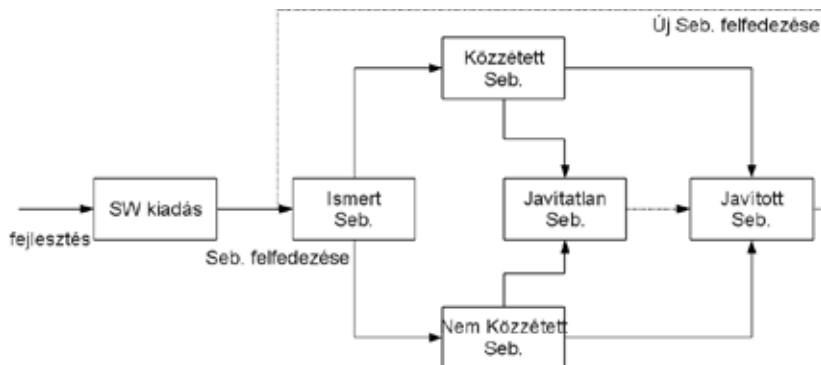 Új Seb. felfedezése
Közzétett
Seb.
SW kiadás
Ismert
Seb.
Javítatlan
Seb.
Javított
Seb.
fejlesztés
Seb. felfedezése
Nem Közzétett
Seb.